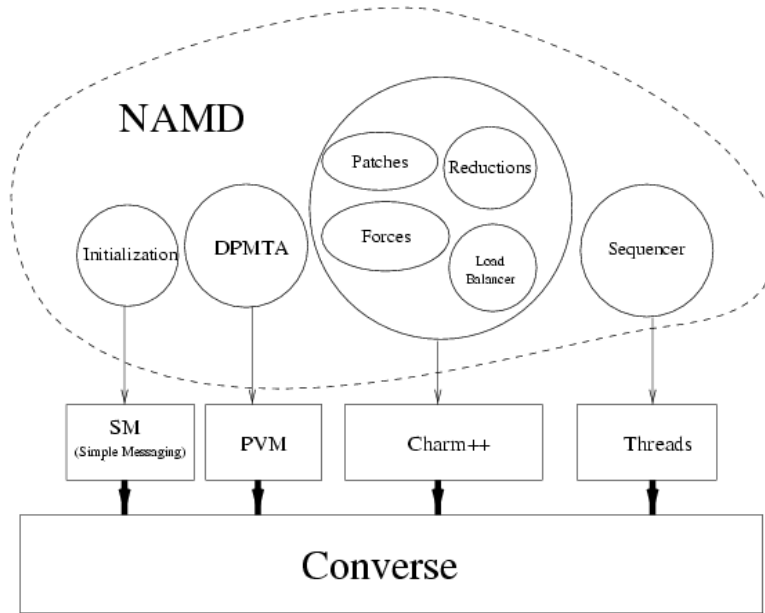 NAMD
Patches
Reductions
Forces
Load
Balancer
Initialization
DPMTA
Sequencer
SM
(Simple Messaging)
PVM
Charm++
Threads
Converse